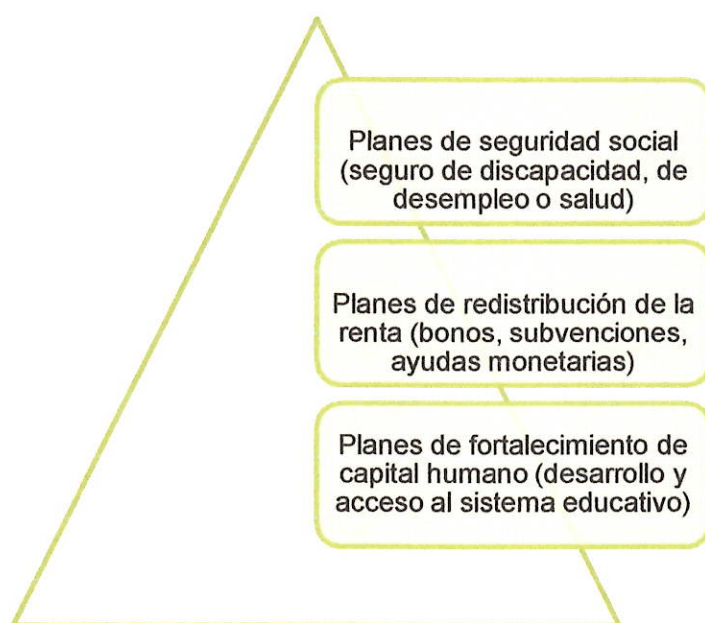 Planes de seguridad social
(seguro de discapacidad, de
desempleo o salud)
Planes de redistribución de la
renta (bonos, subvenciones,
ayudas monetarias)
Planes de fortalecimiento de
capital humano (desarrollo y
acceso al sistema educativo)